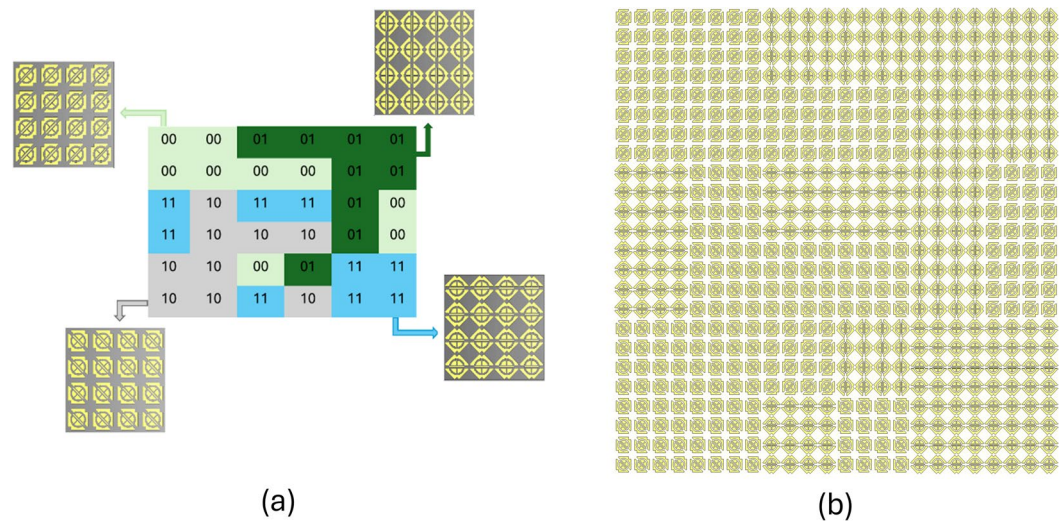 00 00 01 01 01 01
00 00 00 00 01 01
11 10 11 11 01 00
11 10 10 10 01 00
10 10 00 01 11 11
10 10 11 10 11 11
(a)
(b)